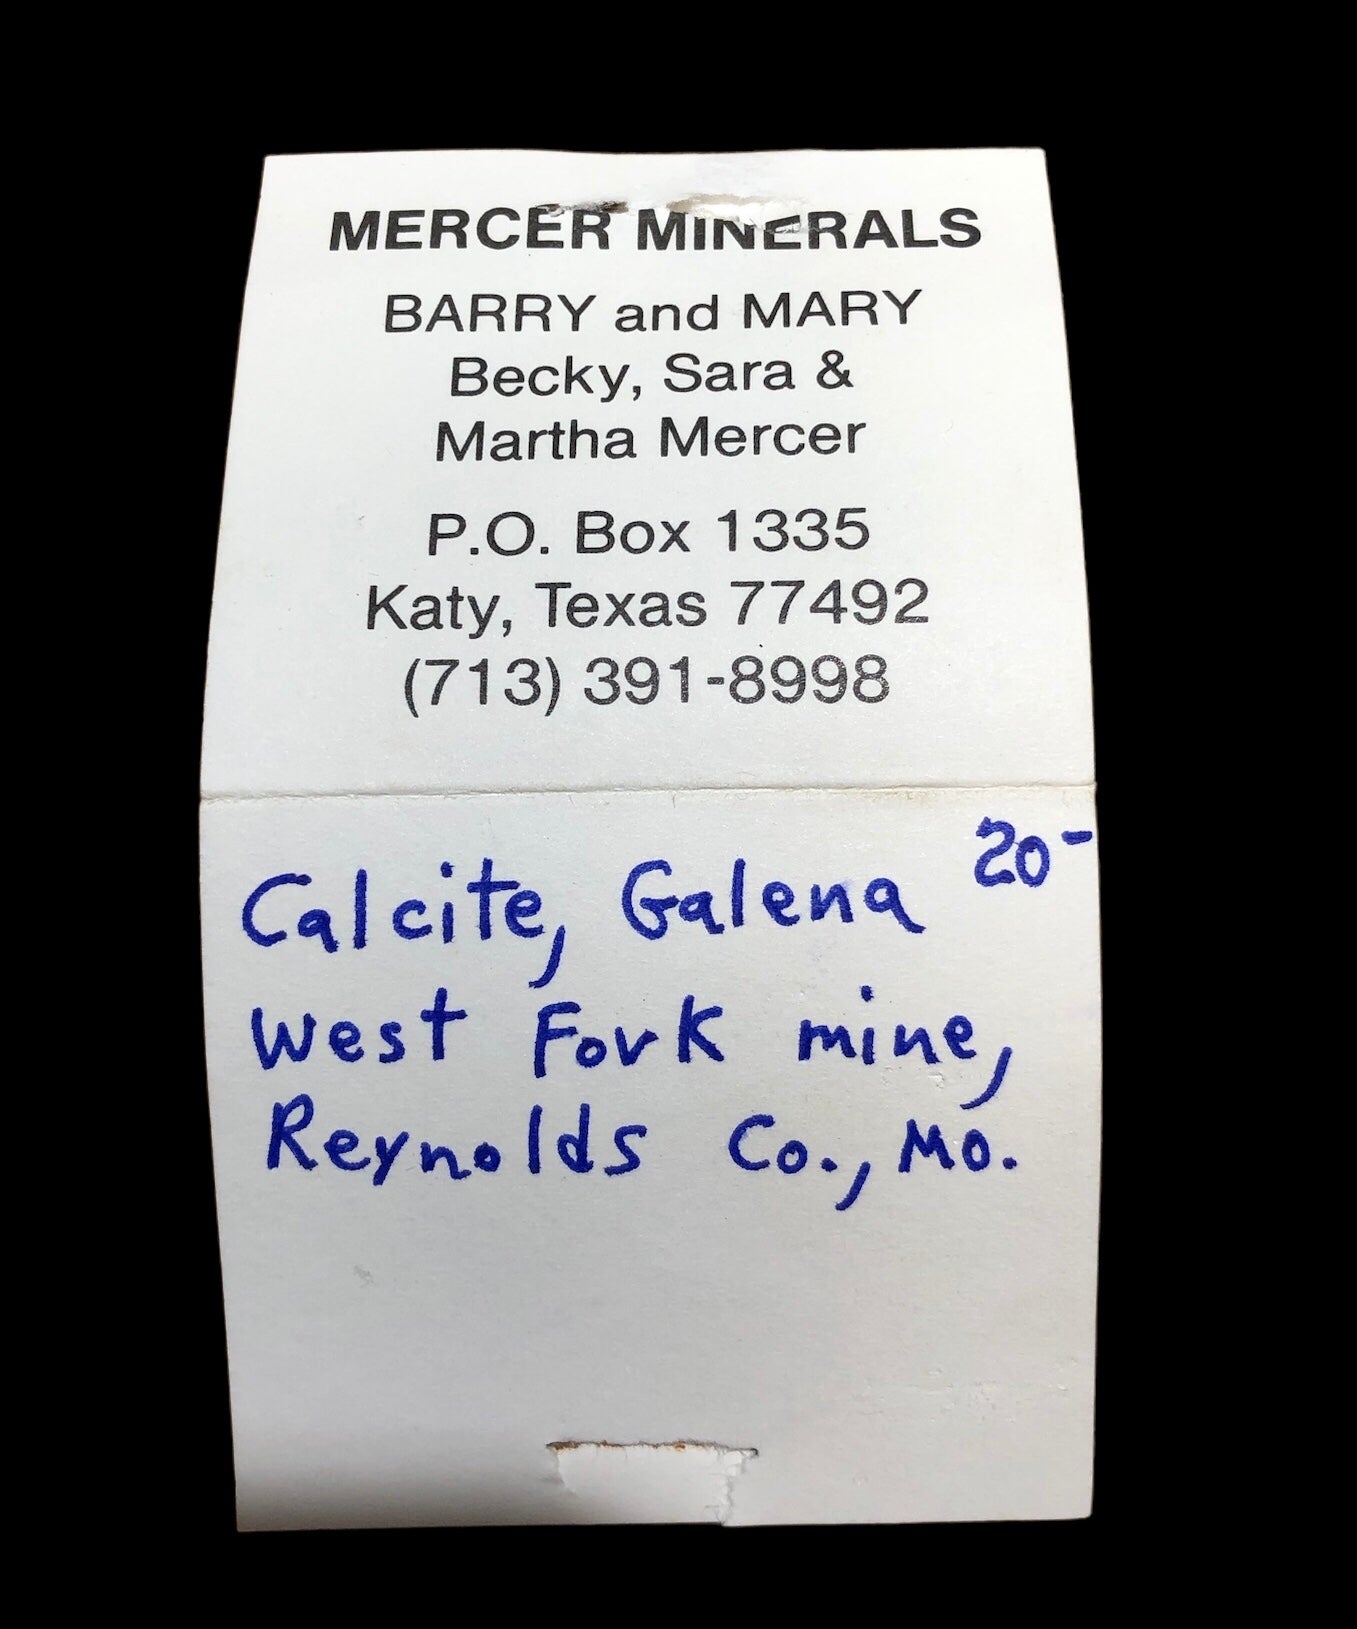 MERCER MINERALS
BARRY and MARY
Becky, Sara &
Martha Mercer
P.O. Box 1335
Katy, Texas 77492
(713) 391-8998
20-
Calcite, Galena
West Fork mine,
Reynolds Co., Mo.